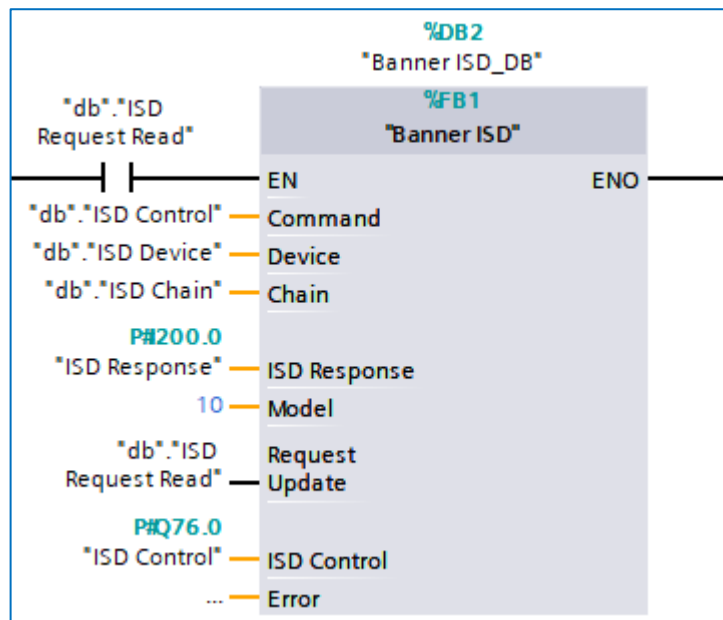 %DB2
"Banner ISD_DB"
%FB1
"Banner ISD"
"db"."ISD
Request Read"
EN
ENO
"db"."ISD Control"
Command
"db"."ISD Device"
Device
"db"."ISD Chain"
Chain
P#I200.0
"ISD Response"
ISD Response
10
Model
"db"."ISD
Request Read"
Request
Update
P#Q76.0
"ISD Control"
ISD Control
...
Error